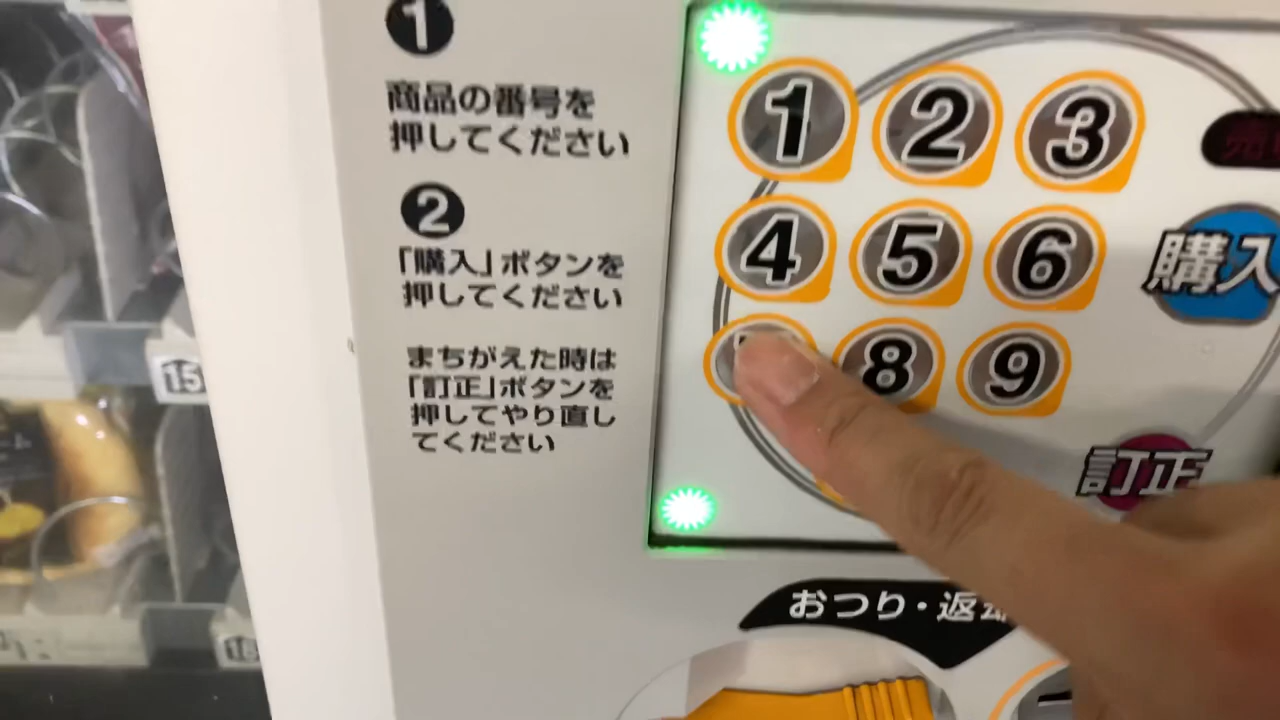 1
商品の番号を
押してください
2
「購入」ボタンを
押してください
まちがえた時は
「訂正」ボタンを
押してやり直し
てください
1 2 3
4 5 6
8 9
購入
訂正
おつり・返却
15